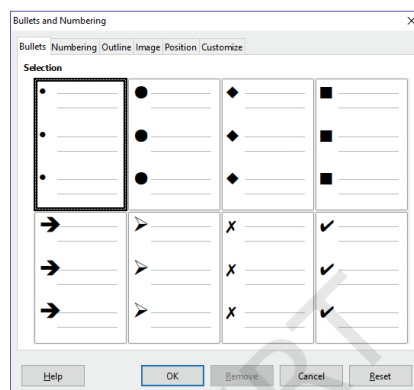 Bullets and Numbering
Bullets Numbering Outline Image Position Customize
Selection
Help OK Remove Cancel Reset